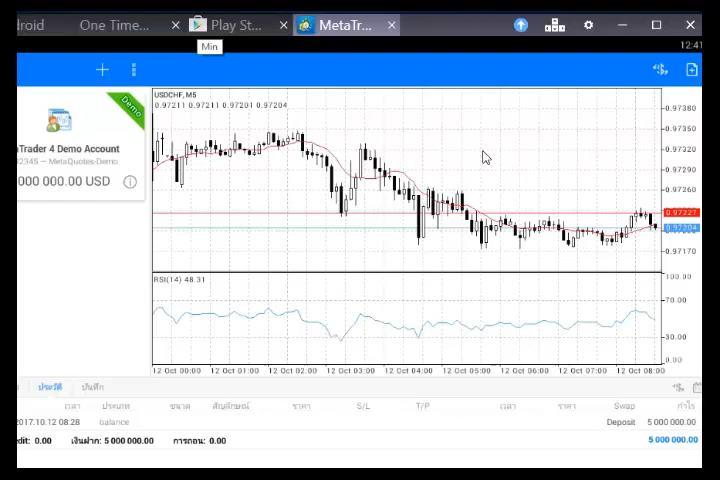 roid One Time... Play St... MetaTr...
Min
12:41
Demo
aTrader 4 Demo Account
2345 — MetaQuotes-Demo
000 000.00 USD
USDCHF, M5
0.97211 0.97211 0.97201 0.97204
0.97380
0.97350
0.97320
0.97290
0.97260
0.97227
0.97204
0.97170
RSI(14) 48.31
100.00
70.00
30.00
0.00
12 Oct 00:00 12 Oct 01:00 12 Oct 02:00 12 Oct 03:00 12 Oct 04:00 12 Oct 05:00 12 Oct 06:00 12 Oct 07:00 12 Oct 08:00
ประวัติ บันทึก
เวลา ประเภท ขนาด สัญลักษณ์ ราคา S/L T/P เวลา ราคา Swap กำไร
2017.10.12 08:28 balance Deposit 5 000 000.00
edit: 0.00 เงินฝาก: 5 000 000.00 การถอน: 0.00 5 000 000.00